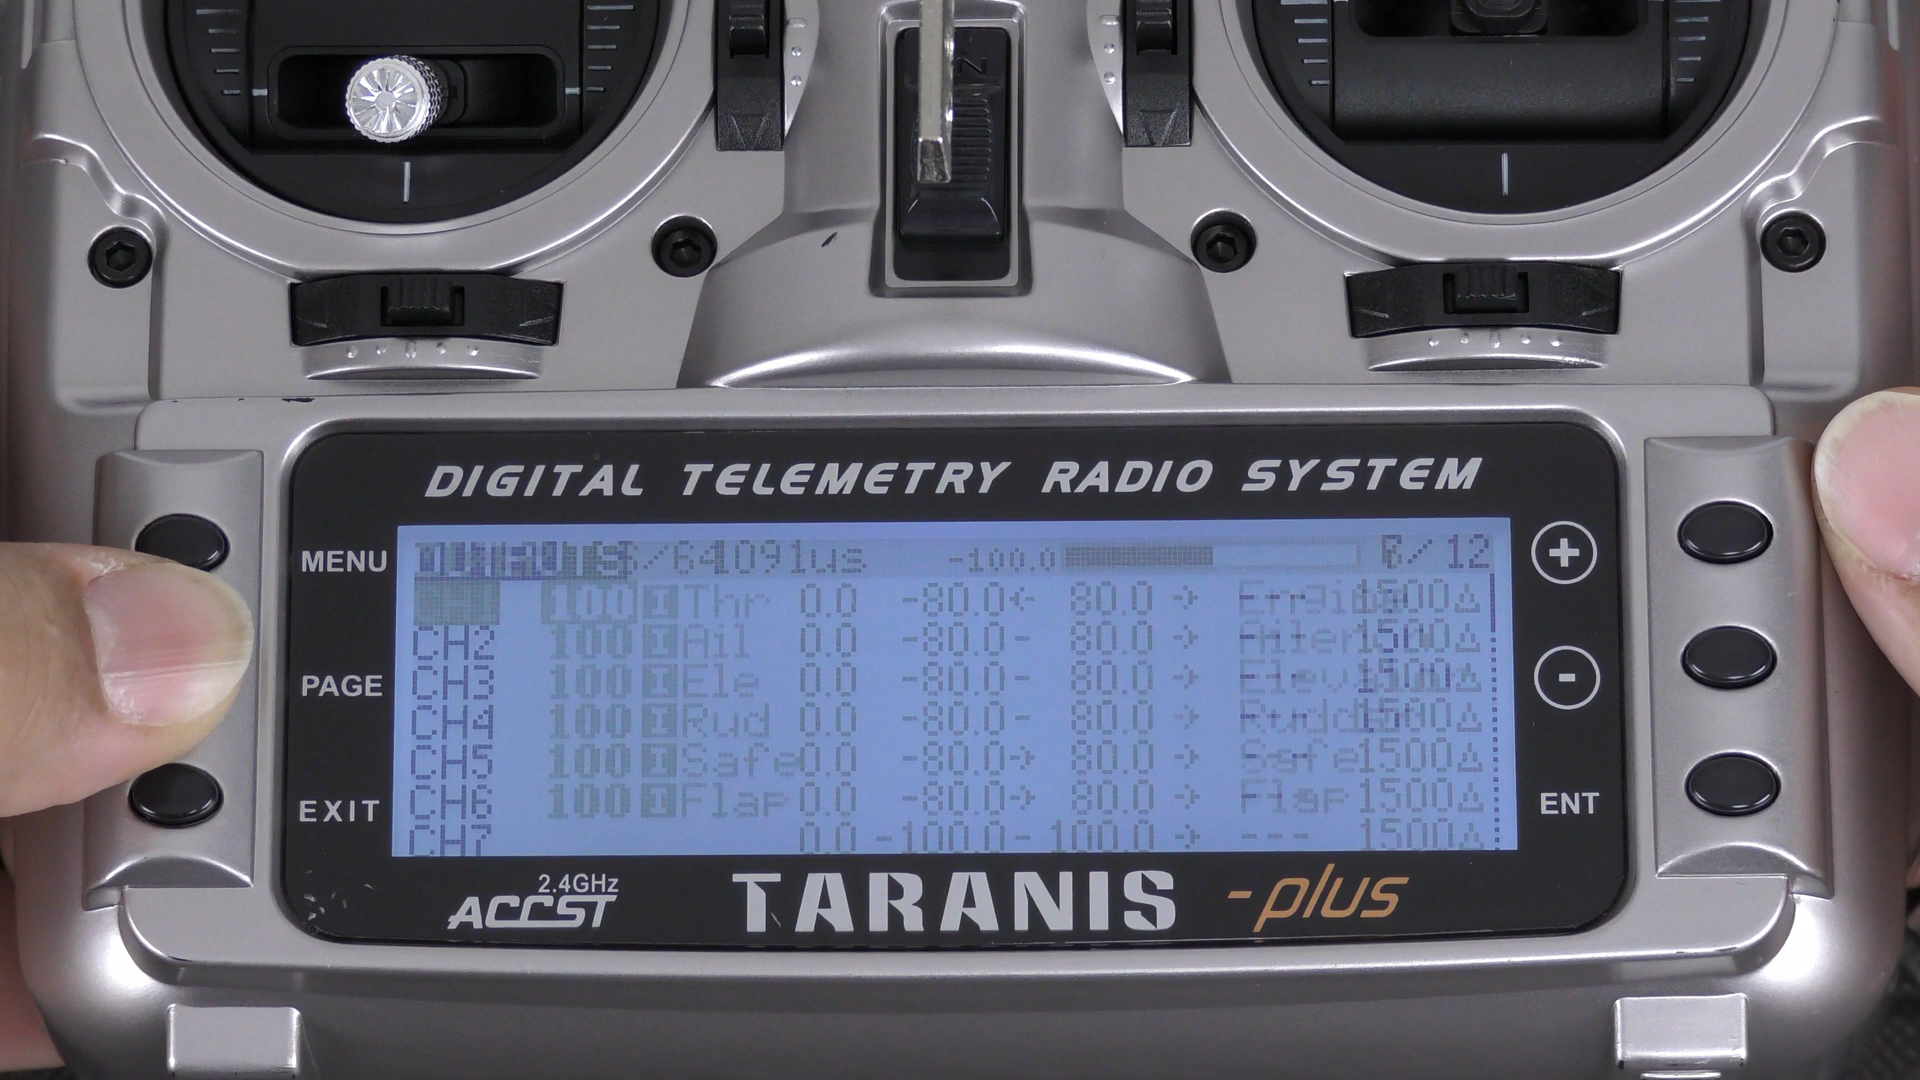 DIGITAL TELEMETRY RADIO SYSTEM
MENU
PAGE
EXIT
+
-
ENT
/64 091us -100.0 /12
100 I Thr 0.0 -80.0 80.0 1500
CH2 100 I Ail 0.0 -80.0 80.0 1500
CH3 100 I Ele 0.0 -80.0 80.0 1500
CH4 100 I Rud 0.0 -80.0 80.0 1500
CH5 100 I Safe 0.0 -80.0 80.0 Safe 1500
CH6 100 I Flap 0.0 -80.0 80.0 Flap 1500
CH7 0.0 -100.0 100.0 --- 1500
2.4GHz
ACCST
TARANIS -plus